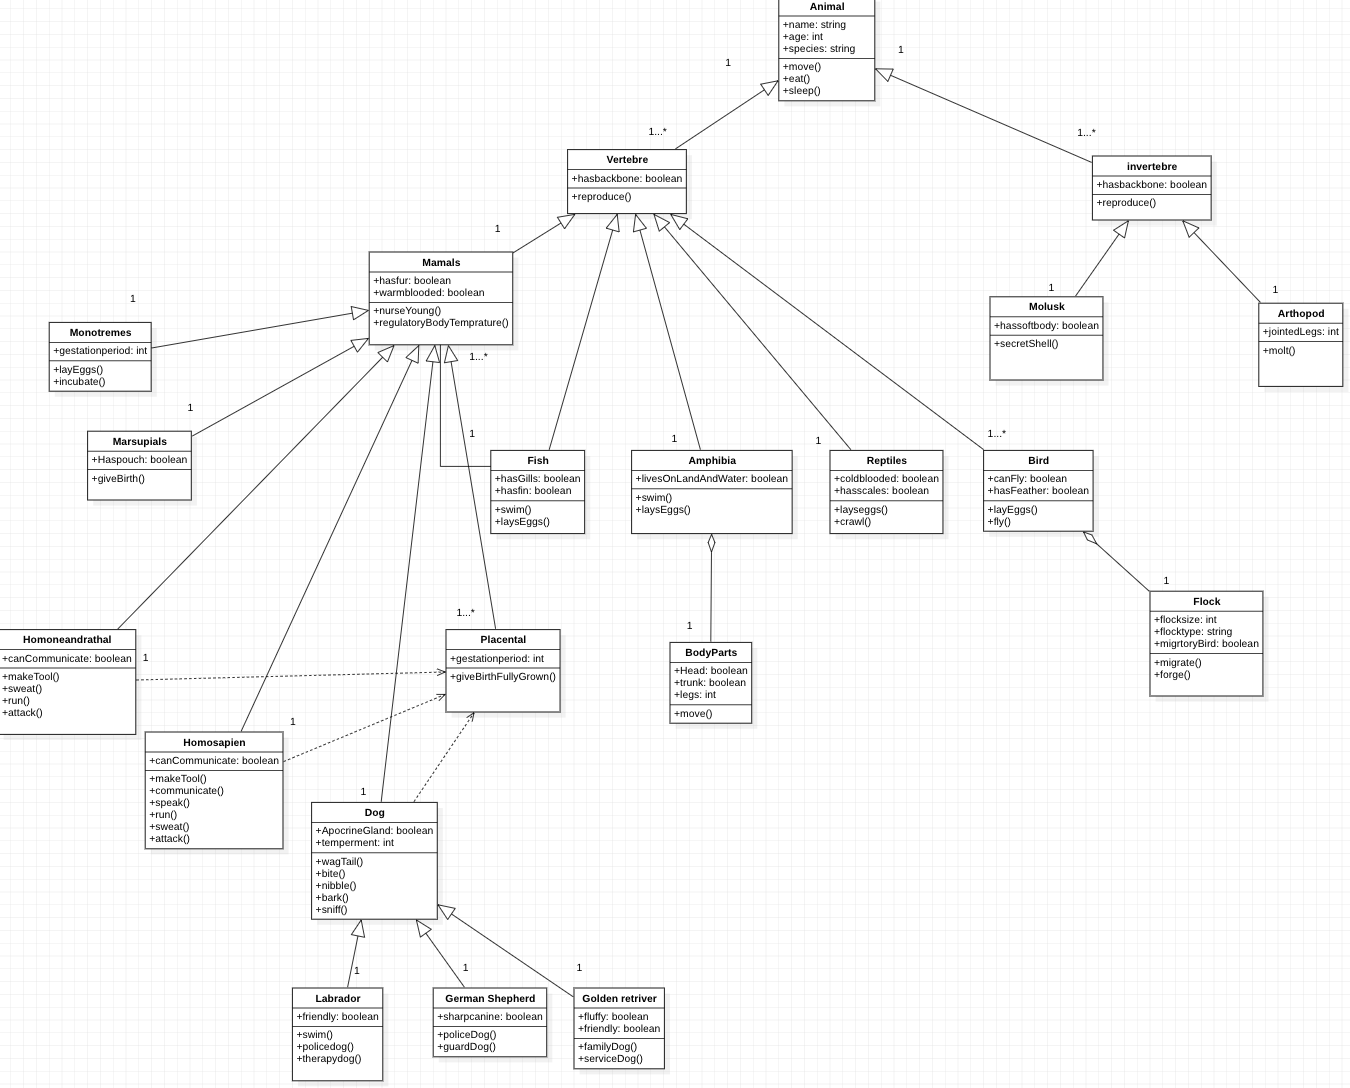 Animal
+name: string
+age: int
+species: string
+move()
+eat()
+sleep()
1
1
1...*
1...*
Vertebre
+hasbackbone: boolean
+reproduce()
invertebre
+hasbackbone: boolean
+reproduce()
1
Mamals
+hasfur: boolean
+warmblooded: boolean
+nurseYoung()
+regulatoryBodyTemprature()
1
Monotremes
+gestationperiod: int
+layEggs()
+incubate()
1
Molusk
+hassoftbody: boolean
+secretShell()
1
Arthopod
+jointedLegs: int
+molt()
1...*
1
Marsupials
+Haspouch: boolean
+giveBirth()
1
Fish
+hasGills: boolean
+hasfin: boolean
+swim()
+laysEggs()
1
Amphibia
+livesOnLandAndWater: boolean
+swim()
+laysEggs()
1
Reptiles
+coldblooded: boolean
+hasscales: boolean
+layseggs()
+crawl()
1...*
Bird
+canFly: boolean
+hasFeather: boolean
+layEggs()
+fly()
1
Flock
+flocksize: int
+flocktype: string
+migrtoryBird: boolean
+migrate()
+forge()
1
BodyParts
+Head: boolean
+trunk: boolean
+legs: int
+move()
1...*
Placental
+gestationperiod: int
+giveBirthFullyGrown()
Homoneandrathal
+canCommunicate: boolean
+makeTool()
+sweat()
+run()
+attack()
1
1
Homosapien
+canCommunicate: boolean
+makeTool()
+communicate()
+speak()
+run()
+sweat()
+attack()
1
Dog
+ApocrineGland: boolean
+temperment: int
+wagTail()
+bite()
+nibble()
+bark()
+sniff()
1
1
1
Labrador
+friendly: boolean
+swim()
+policedog()
+therapydog()
German Shepherd
+sharpcanine: boolean
+policeDog()
+guardDog()
Golden retriver
+fluffy: boolean
+friendly: boolean
+familyDog()
+serviceDog()